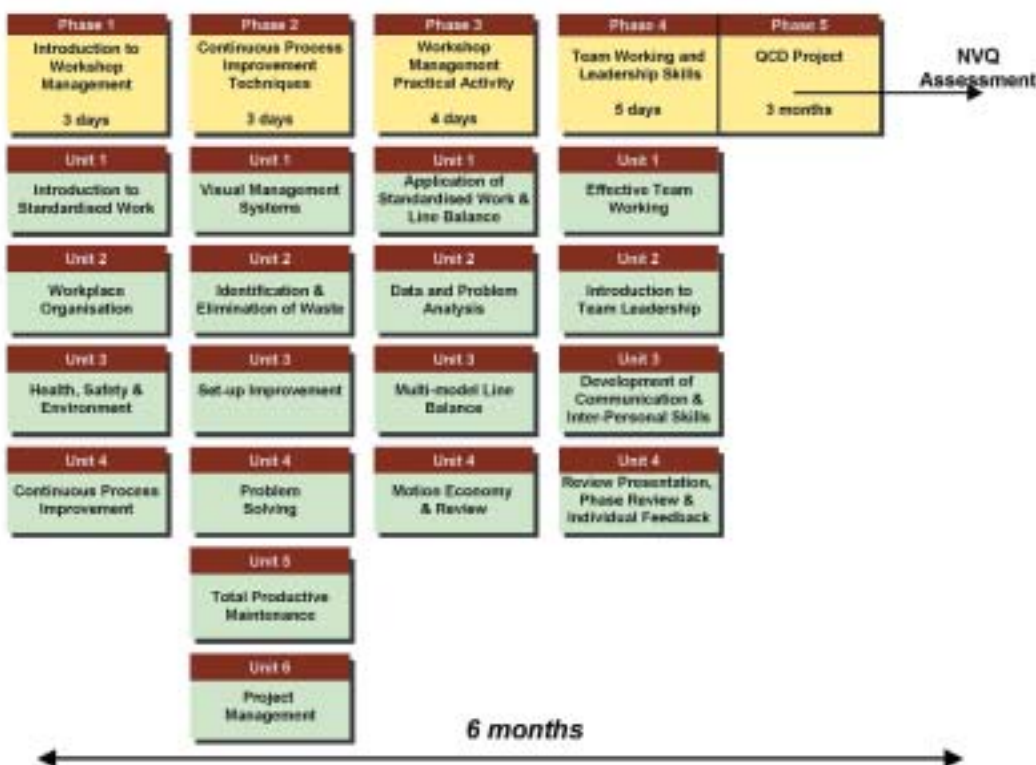 Phase 1
Introduction to
Workshop
Management
3 days
Phase 2
Continuous Process
Improvement
Techniques
3 days
Phase 3
Workshop
Management
Practical Activity
4 days
Phase 4
Team Working and
Leadership Skills
5 days
Phase 5
QCD Project
3 months
NVQ
Assessment
Unit 1
Introduction to
Standardised Work
Unit 1
Visual Management
Systems
Unit 1
Application of
Standardised Work &
Line Balance
Unit 1
Effective Team
Working
Unit 2
Workplace
Organisation
Unit 2
Identification &
Elimination of Waste
Unit 2
Data and Problem
Analysis
Unit 2
Introduction to
Team Leadership
Unit 3
Health, Safety &
Environment
Unit 3
Set-up Improvement
Unit 3
Multi-model Line
Balance
Unit 3
Development of
Communication &
Inter-Personal Skills
Unit 4
Continuous Process
Improvement
Unit 4
Problem
Solving
Unit 4
Motion Economy
& Review
Unit 4
Review Presentation,
Phase Review &
Individual Feedback
Unit 5
Total Productive
Maintenance
Unit 6
Project
Management
6 months